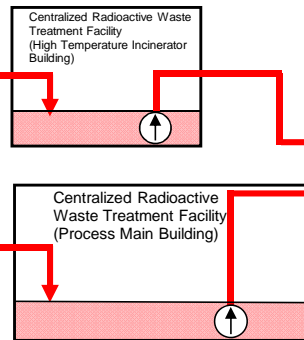 Centralized Radioactive Waste
Treatment Facility
(High Temperature Incinerator
Building)
Centralized Radioactive
Waste Treatment Facility
(Process Main Building)